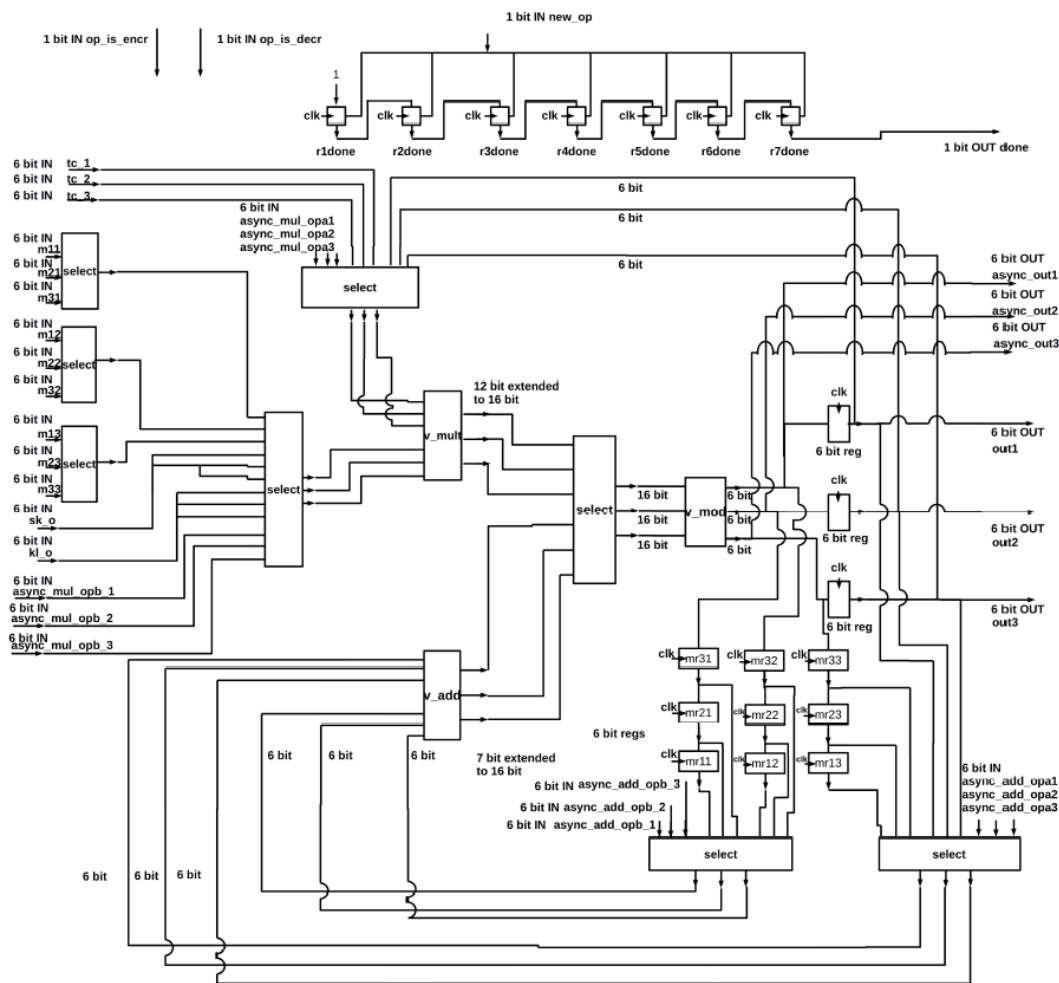 1 bit IN new_op
1 bit IN op_is_encr
1 bit IN op_is_decr
1
clk
clk
clk
clk
clk
clk
clk
r1done
r2done
r3done
r4done
r5done
r6done
r7done
1 bit OUT done
6 bit IN
tc_1
6 bit IN
tc_2
6 bit IN
tc_3
6 bit
6 bit
6 bit
6 bit IN
async_mul_opa1
async_mul_opa2
async_mul_opa3
select
6 bit IN
m11
6 bit IN
m21
6 bit IN
m31
select
6 bit IN
m12
6 bit IN
m22
6 bit IN
m32
select
6 bit IN
m13
6 bit IN
m23
6 bit IN
m33
select
6 bit IN
sk_o
6 bit IN
kl_o
6 bit IN
async_mul_opb_1
6 bit IN
async_mul_opb_2
6 bit IN
async_mul_opb_3
select
v_mult
12 bit extended
to 16 bit
select
16 bit
16 bit
16 bit
v_mod
6 bit
6 bit
6 bit
6 bit OUT
async_out1
6 bit OUT
async_out2
6 bit OUT
async_out3
clk
6 bit reg
6 bit OUT
out1
clk
6 bit reg
6 bit OUT
out2
clk
6 bit reg
6 bit OUT
out3
v_add
7 bit extended
to 16 bit
6 bit
6 bit
6 bit
clk
mr31
clk
mr32
clk
mr33
clk
mr21
clk
mr22
clk
mr23
6 bit regs
clk
mr11
clk
mr12
clk
mr13
6 bit IN async_add_opb_3
6 bit IN async_add_opb_2
6 bit IN async_add_opb_1
6 bit IN
async_add_opa1
async_add_opa2
async_add_opa3
select
select
6 bit
6 bit
6 bit